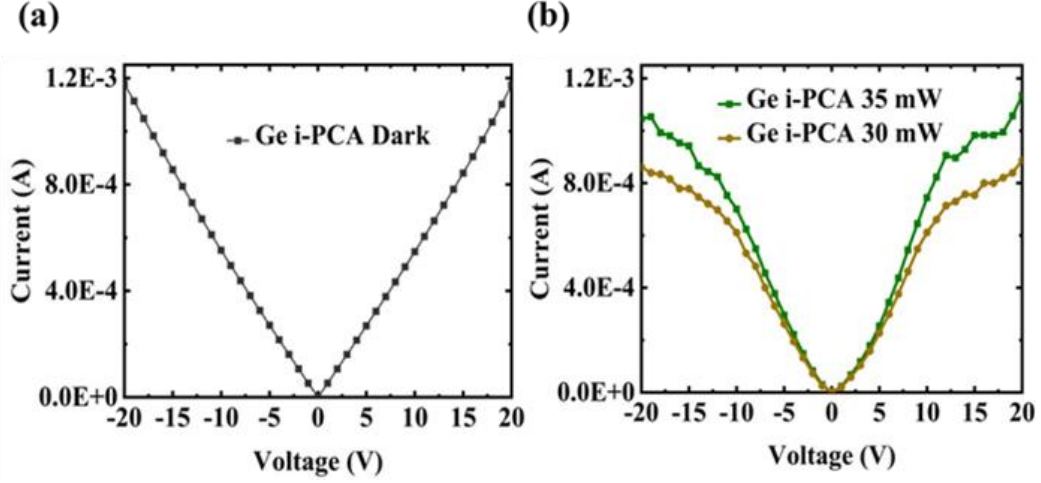 (a)
1.2E-3
8.0E-4
4.0E-4
0.0E+0
Current (A)
Ge i-PCA Dark
-20 -15 -10 -5 0 5 10 15 20
Voltage (V)
(b)
1.2E-3
8.0E-4
4.0E-4
0.0E+0
Current (A)
Ge i-PCA 35 mW
Ge i-PCA 30 mW
-20 -15 -10 -5 0 5 10 15 20
Voltage (V)